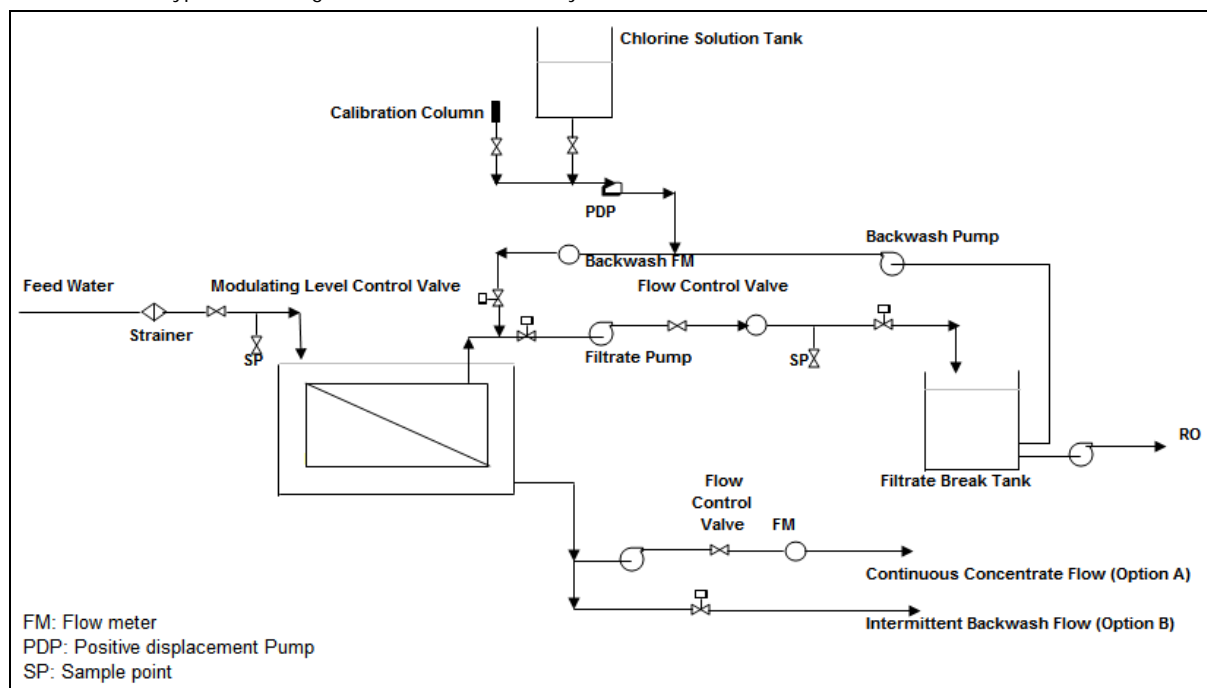 Chlorine Solution Tank
Calibration Column
PDP
Backwash Pump
Backwash FM
Feed Water
Modulating Level Control Valve
Flow Control Valve
Strainer
SP
Filtrate Pump
SP
RO
Filtrate Break Tank
Flow
Control
Valve
FM
Continuous Concentrate Flow (Option A)
Intermittent Backwash Flow (Option B)
FM: Flow meter
PDP: Positive displacement Pump
SP: Sample point